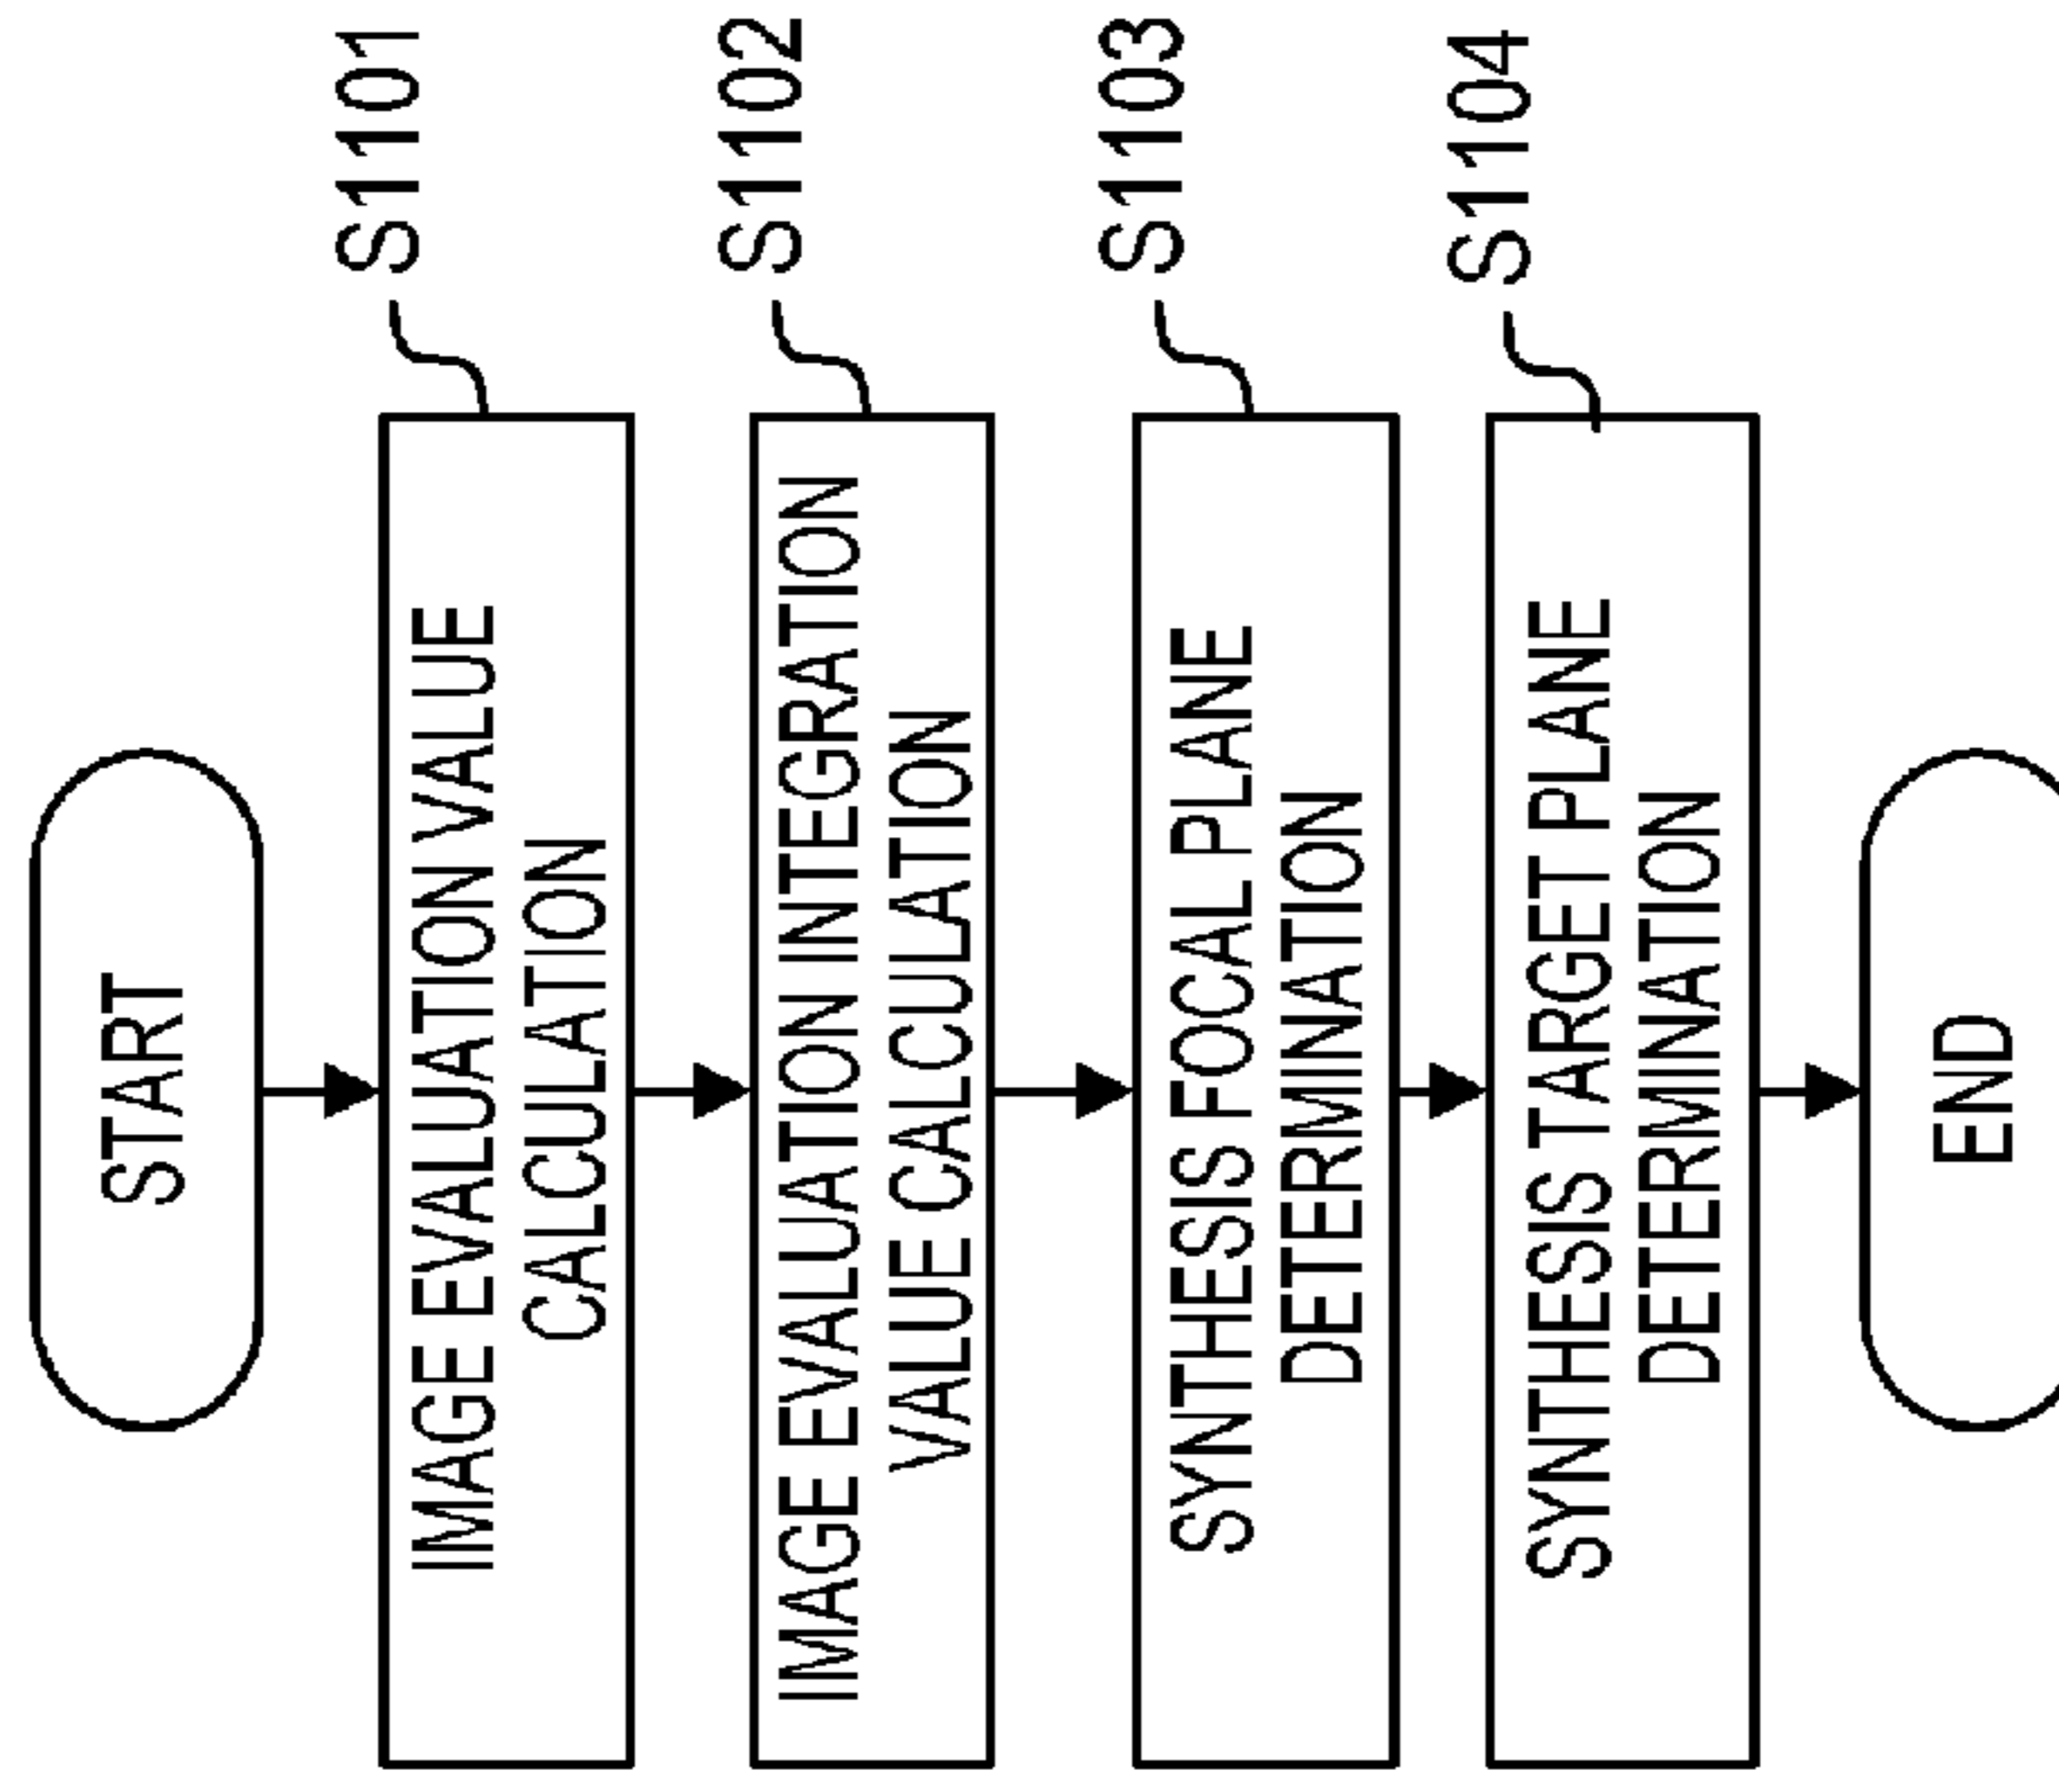 START
S1101
IMAGE EVALUATION VALUE
CALCULATION
S1102
IMAGE EVALUATION INTEGRATION
VALUE CALCULATION
S1103
SYNTHESIS FOCAL PLANE
DETERMINATION
S1104
SYNTHESIS TARGET PLANE
DETERMINATION
END